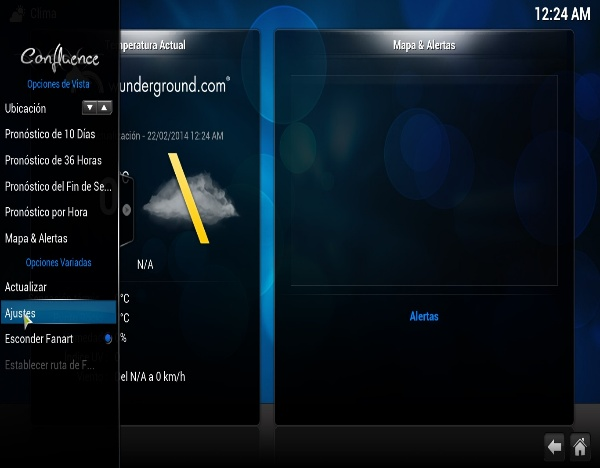 Clima
12:24 AM
Confluence
Opciones de Vista
Ubicación
Pronóstico de 10 Días
Pronóstico de 36 Horas
Pronóstico del Fin de Se...
Pronóstico por Hora
Mapa & Alertas
Opciones Variadas
Actualizar
Ajustes
Esconder Fanart
Establecer ruta de F...
peratura Actual
underground.com®
ación - 22/02/2014 12:24 AM
N/A
°C
°C
%
el N/A a 0 km/h
Mapa & Alertas
Alertas